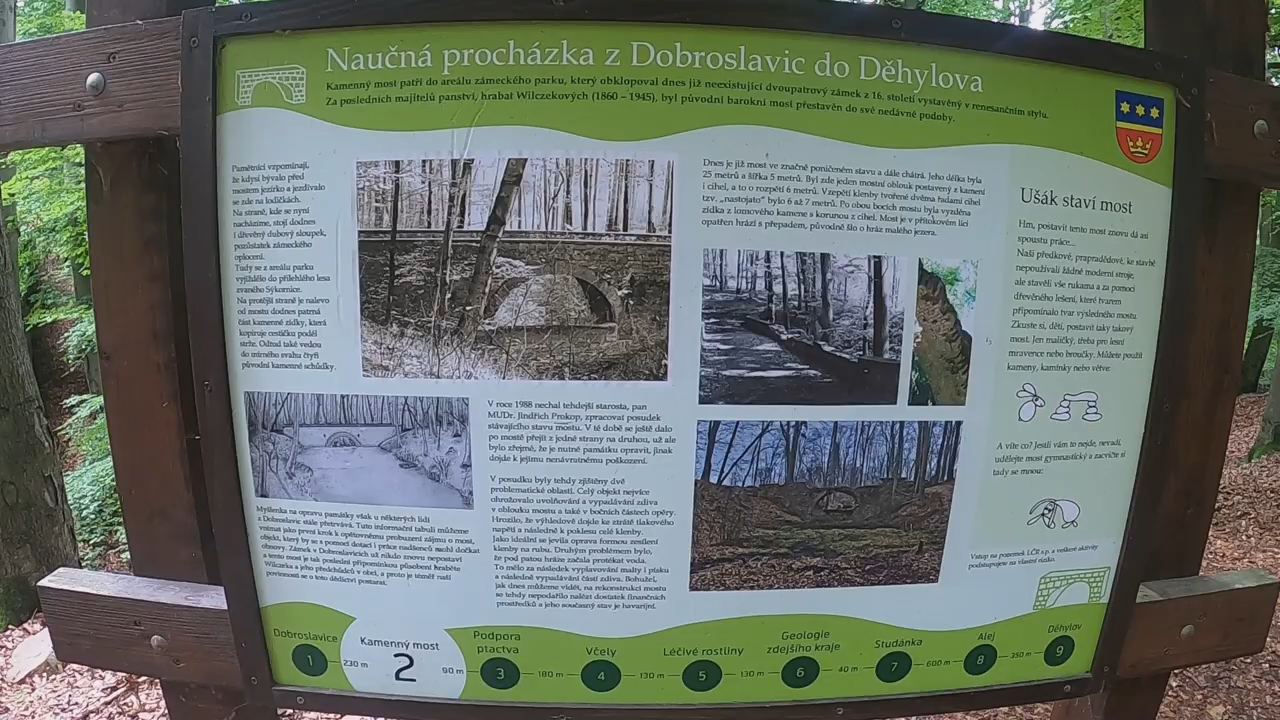 Naučná procházka z Dobroslavic do Děhylova
Kamenný most patří do areálu zámeckého parku, který obklopoval dnes již neexistující dvoupatrový zámek z 16. století vystavěný v renesančním stylu.
Za posledních majitelů panství, hrabat Wilczekových (1860 – 1945), byl původní barokní most přestavěn do své nedávné podoby.
Pamětníci vzpomínají,
že kdysi bývalo před
mostem jezírko a jezdívalo
se zde na loďičkách.
Na straně, kde se nyní
nacházíme, stojí dodnes
i dřevěný dubový sloupek,
pozůstatek zámeckého
oplocení.
Tudy se z areálu parku
vyjíždělo do přilehlého lesa
zvaného Sýkornice.
Na protější straně je nalevo
od mostu dodnes patrná
část kamenné zídky, která
kopíruje cestičku podél
strže. Odtud také vedou
do mírného svahu čtyři
původní kamenné schůdky.
Myšlenka na opravu památky však u některých lidí
z Dobroslavic stále přetrvává. Tuto informační tabuli můžeme
vnímat jako první krok k opětovnému probuzení zájmu o most,
objekt, který by se s pomocí dotací i práce nadšenců mohl dočkat
obnovy. Zámek v Dobroslavicích už nikdo znovu nepostaví
a tento most je tak poslední připomínkou působení hraběte
Wilczeka a jeho předchůdců v obci, a proto je téměř naší
povinností se o toto dědictví postarat.
V roce 1988 nechal tehdejší starosta, pan
MUDr. Jindřich Prokop, zpracovat posudek
stávajícího stavu mostu. V té době se ještě dalo
po mostě přejít z jedné strany na druhou, už ale
bylo zřejmé, že je nutné památku opravit, jinak
dojde k jejímu nenávratnému poškození.
V posudku byly tehdy zjištěny dvě
problematické oblasti. Celý objekt nejvíce
ohrožovalo uvolňování a vypadávání zdiva
v oblouku mostu a také v bočních částech opěry.
Hrozilo, že výhledově dojde ke ztrátě tlakového
napětí a následně k poklesu celé klenby.
Jako ideální se jevila oprava formou zesílení
klenby na rubu. Druhým problémem bylo,
že pod patou hráze začala protékat voda.
To mělo za následek vyplavování malty i písku
a následně vypadávání částí zdiva. Bohužel,
jak dnes můžeme vidět, na rekonstrukci mostu
se tehdy nepodařilo nalézt dostatek finančních
prostředků a jeho současný stav je havarijní.
Dnes je již most ve značně poničeném stavu a dále chátrá. Jeho délka byla
25 metrů a šířka 5 metrů. Byl zde jeden mostní oblouk postavený z kamení
i cihel, a to o rozpětí 6 metrů. Vzepětí klenby tvořené dvěma řadami cihel
tzv. „nastojato" bylo 6 až 7 metrů. Po obou bocích mostu byla vyzděna
zídka z lomového kamene s korunou z cihel. Most je v přítokovém líci
opatřen hrází s přepadem, původně šlo o hráz malého jezera.
Ušák staví most
Hm, postavit tento most znovu dá asi
spoustu práce...
Naši předkové, prapradědové, ke stavbě
nepoužívali žádné moderní stroje,
ale stavěli vše rukama a za pomoci
dřevěného lešení, které tvarem
připomínalo tvar výsledného mostu.
Zkuste si, děti, postavit taky takový
most. Jen maličký, třeba pro lesní
mravence nebo broučky. Můžete použít
kameny, kamínky nebo větve:
A víte co? Jestli vám to nejde, nevadí,
udělejte most gymnastický a zacvičte si
tady se mnou:
Vstup na pozemek LČR s.p. a veškeré aktivity
podstupujete na vlastní riziko.
Dobroslavice 1
230 m
Kamenný most 2
90 m
Podpora ptactva 3
180 m
Včely 4
130 m
Léčivé rostliny 5
130 m
Geologie zdejšího kraje 6
40 m
Studánka 7
600 m
Alej 8
350 m
Děhylov 9